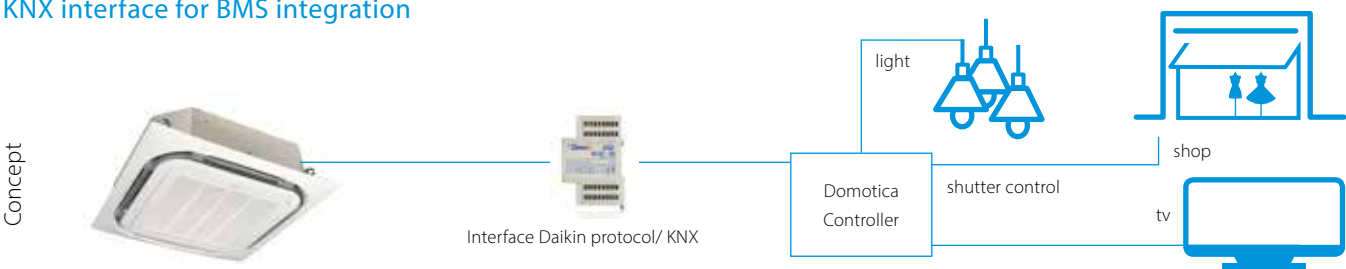 KNX interface for BMS integration
Concept
Interface Daikin protocol/ KNX
Domotica
Controller
light
shutter control
shop
tv